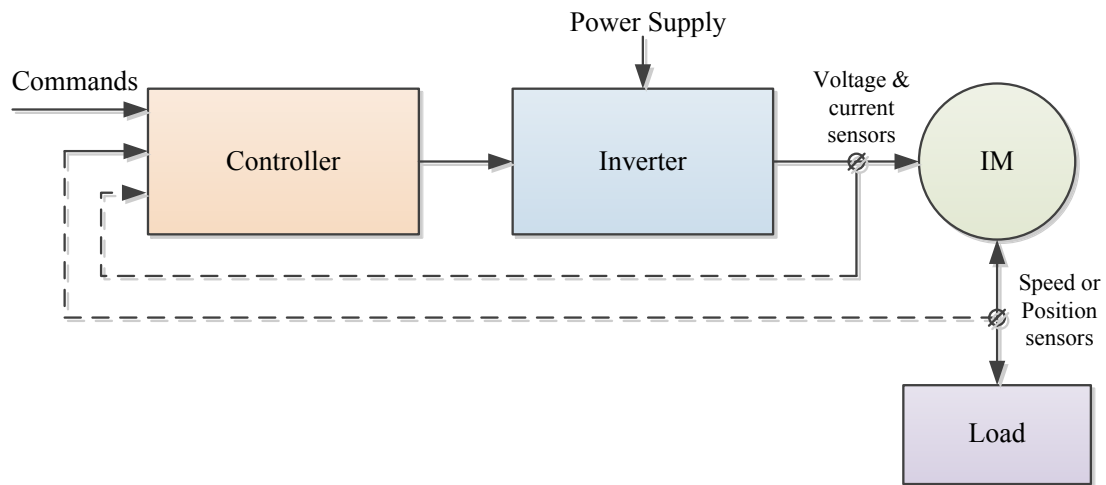 Power Supply
Commands
Voltage &
current
sensors
Controller
Inverter
IM
Speed or
Position
sensors
Load